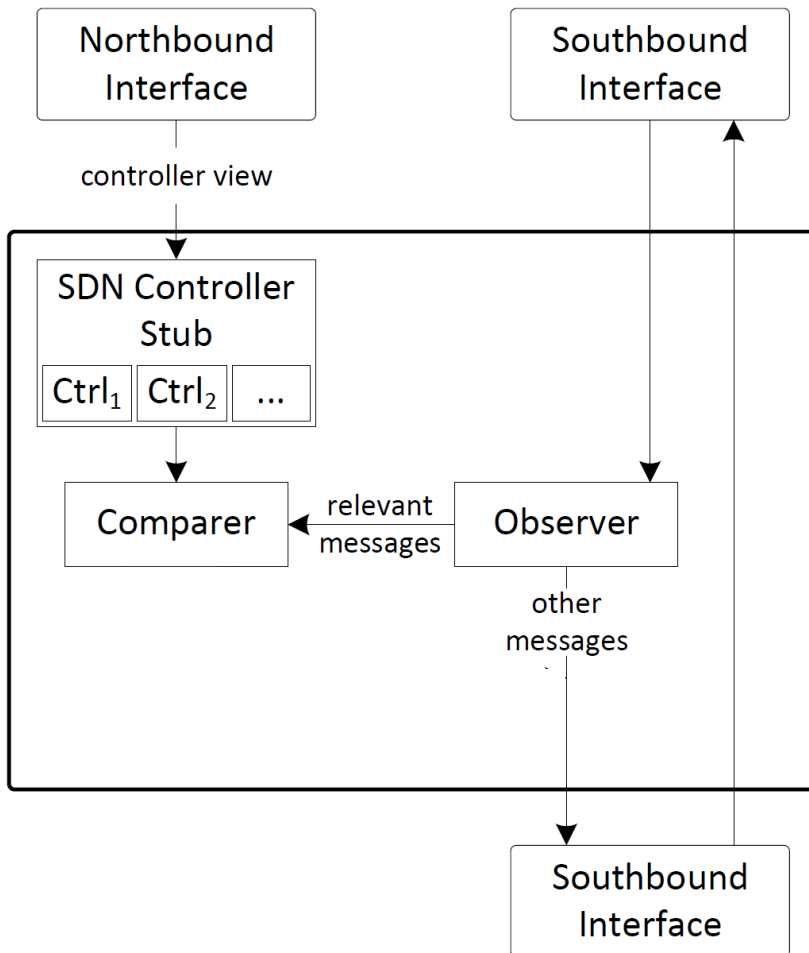 Northbound
Interface
Southbound
Interface
controller view
SDN Controller
Stub
Ctrl₁
Ctrl₂
...
Comparer
relevant
messages
Observer
other
messages
Southbound
Interface